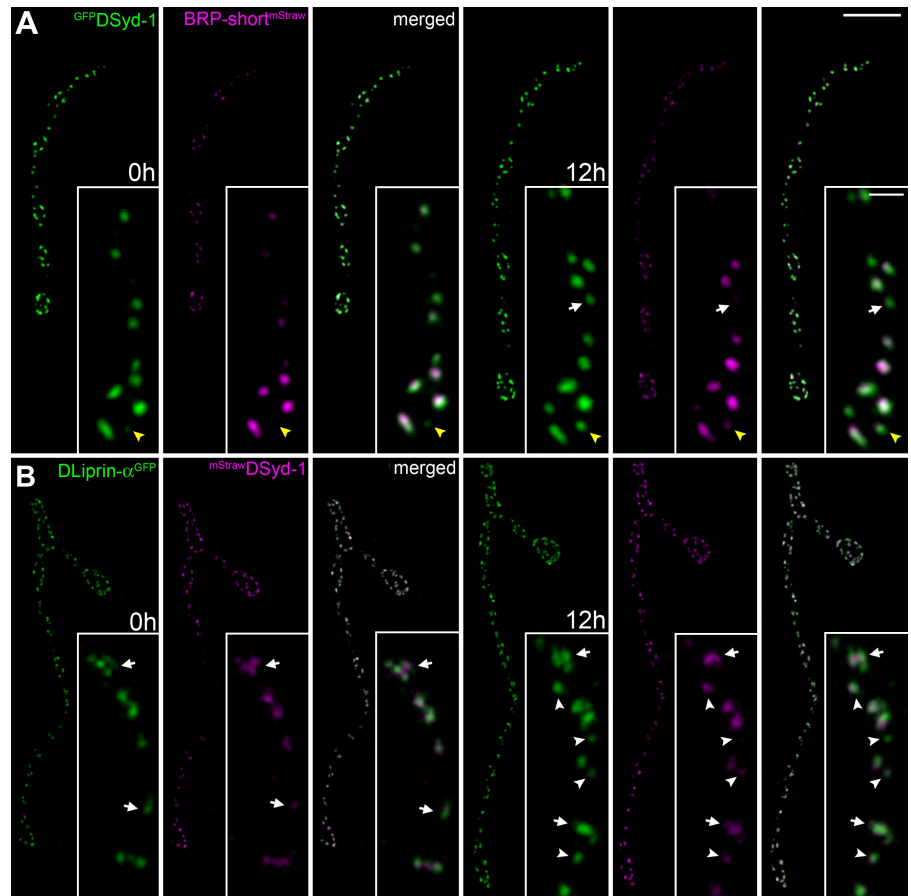 A GFPDSyd-1 BRP-shortmStraw merged
0h 12h
B DLiprin-αGFP mStrawDSyd-1 merged
0h 12h